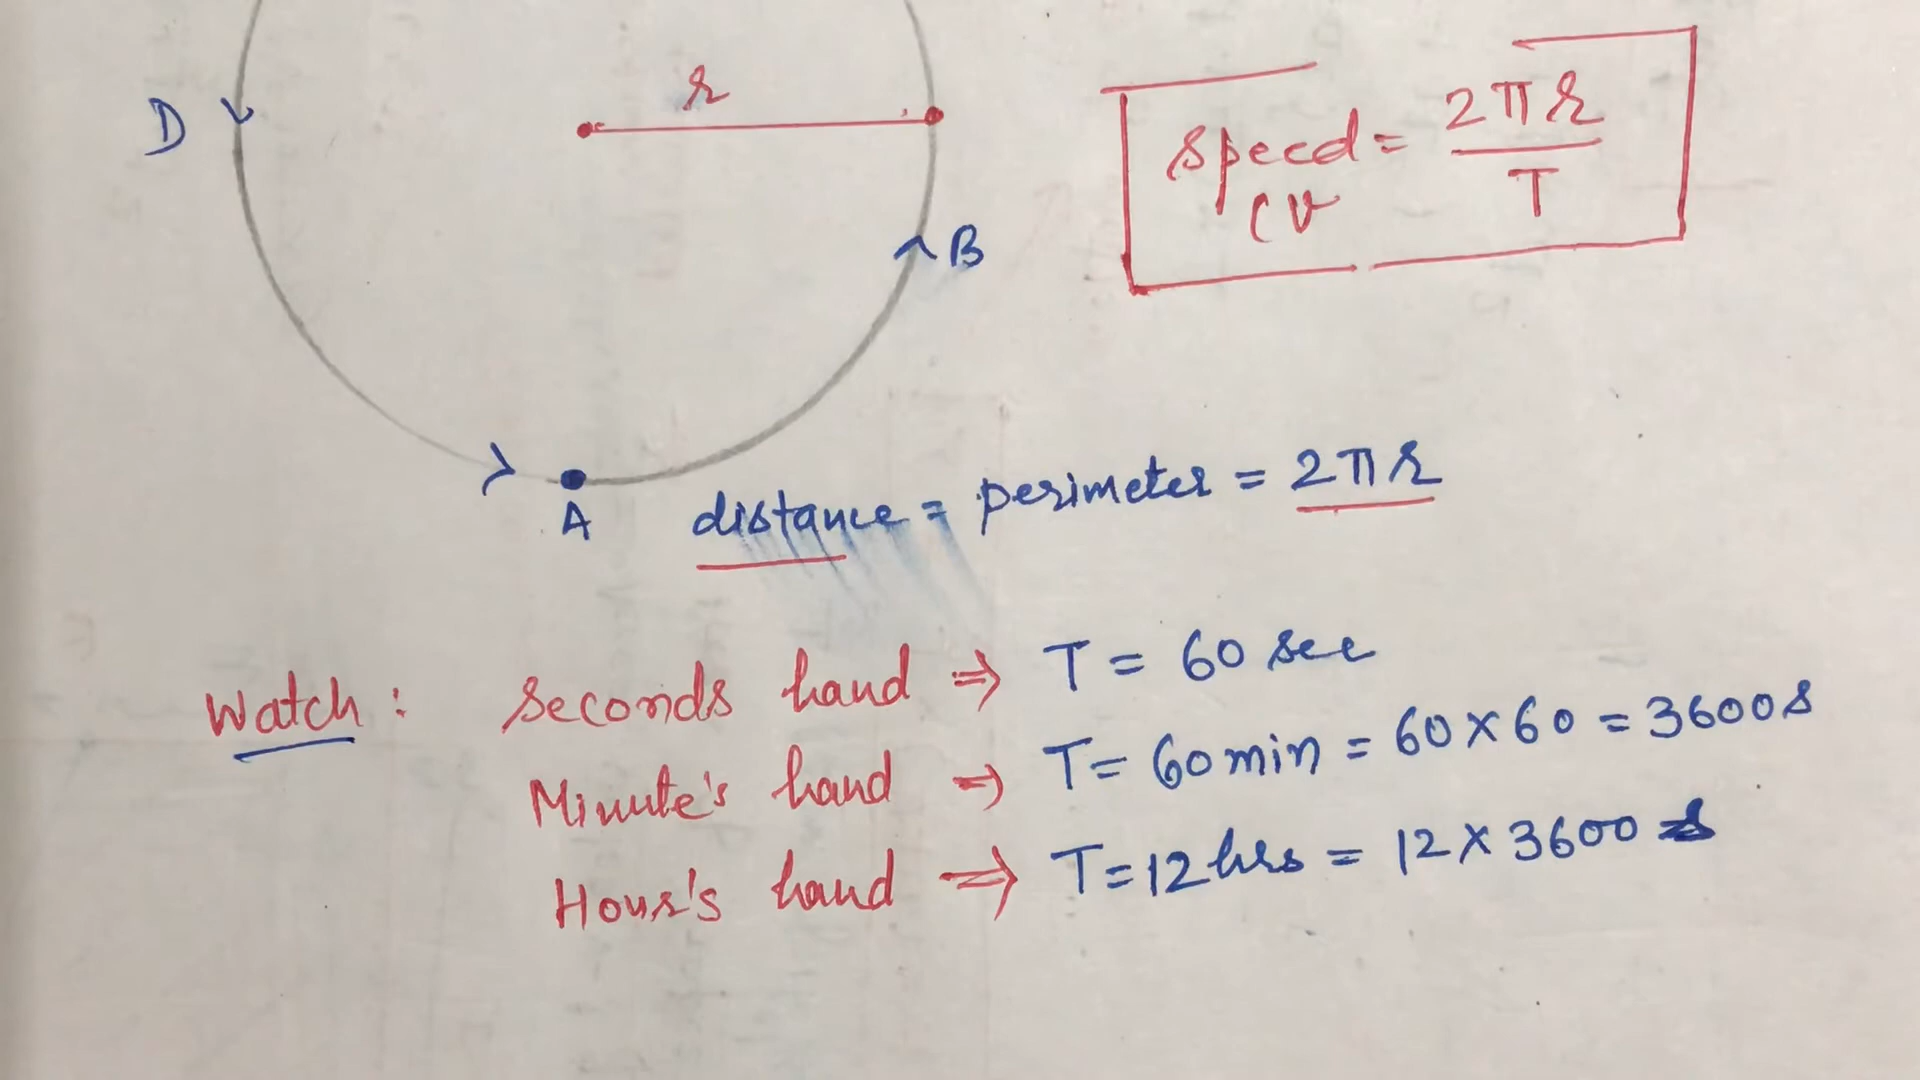 r
D
speed = 2πr / T
(v
B
A
distance = perimeter = 2πr
Watch : seconds hand ⇒ T = 60 sec
Minute's hand ⇒ T = 60 min = 60 × 60 = 3600s
Hour's hand ⇒ T = 12 hrs = 12 × 3600 s